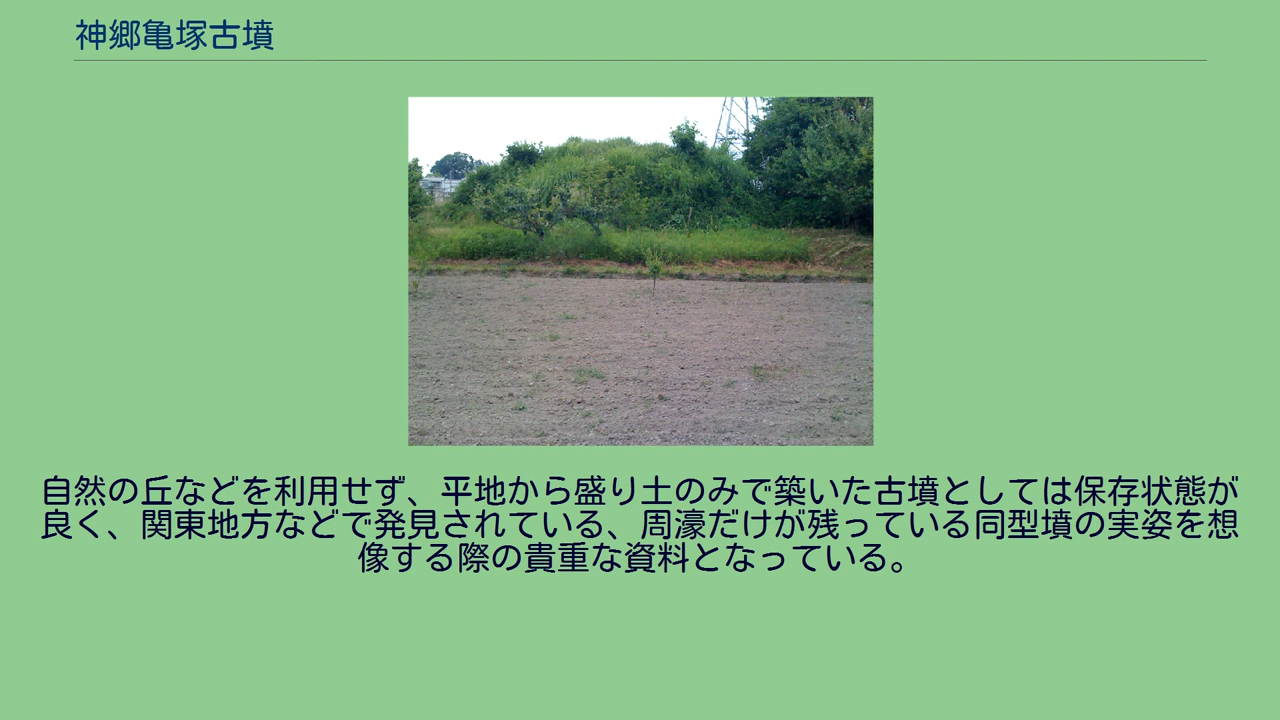 神郷亀塚古墳
自然の丘などを利用せず、平地から盛り土のみで築いた古墳としては保存状態が
良く、関東地方などで発見されている、周濠だけが残っている同型墳の実姿を想
像する際の貴重な資料となっている。